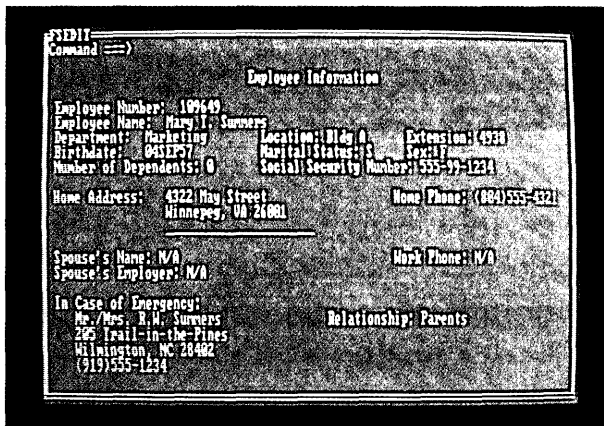 FSEDIT
Command ===>
Employee Information
Employee Number: 109649
Employee Name: Mary I. Summers
Department: Marketing Location: Bldg A Extension: 4938
Birthdate: 04SEP57 Marital Status: S Sex:
Number of Dependents: 0 Social Security Number: 555-99-1234
Home Address: 4322 May Street Home Phone: (804)555-4321
Winnepeg, VA 26001
Spouse's Name: N/A Work Phone: N/A
Spouse's Employer: N/A
In Case of Emergency:
Mr./Mrs. R.W. Summers Relationship: Parents
205 Trail-in-the-Pines
Wilmington, NC 28402
(919)555-1234